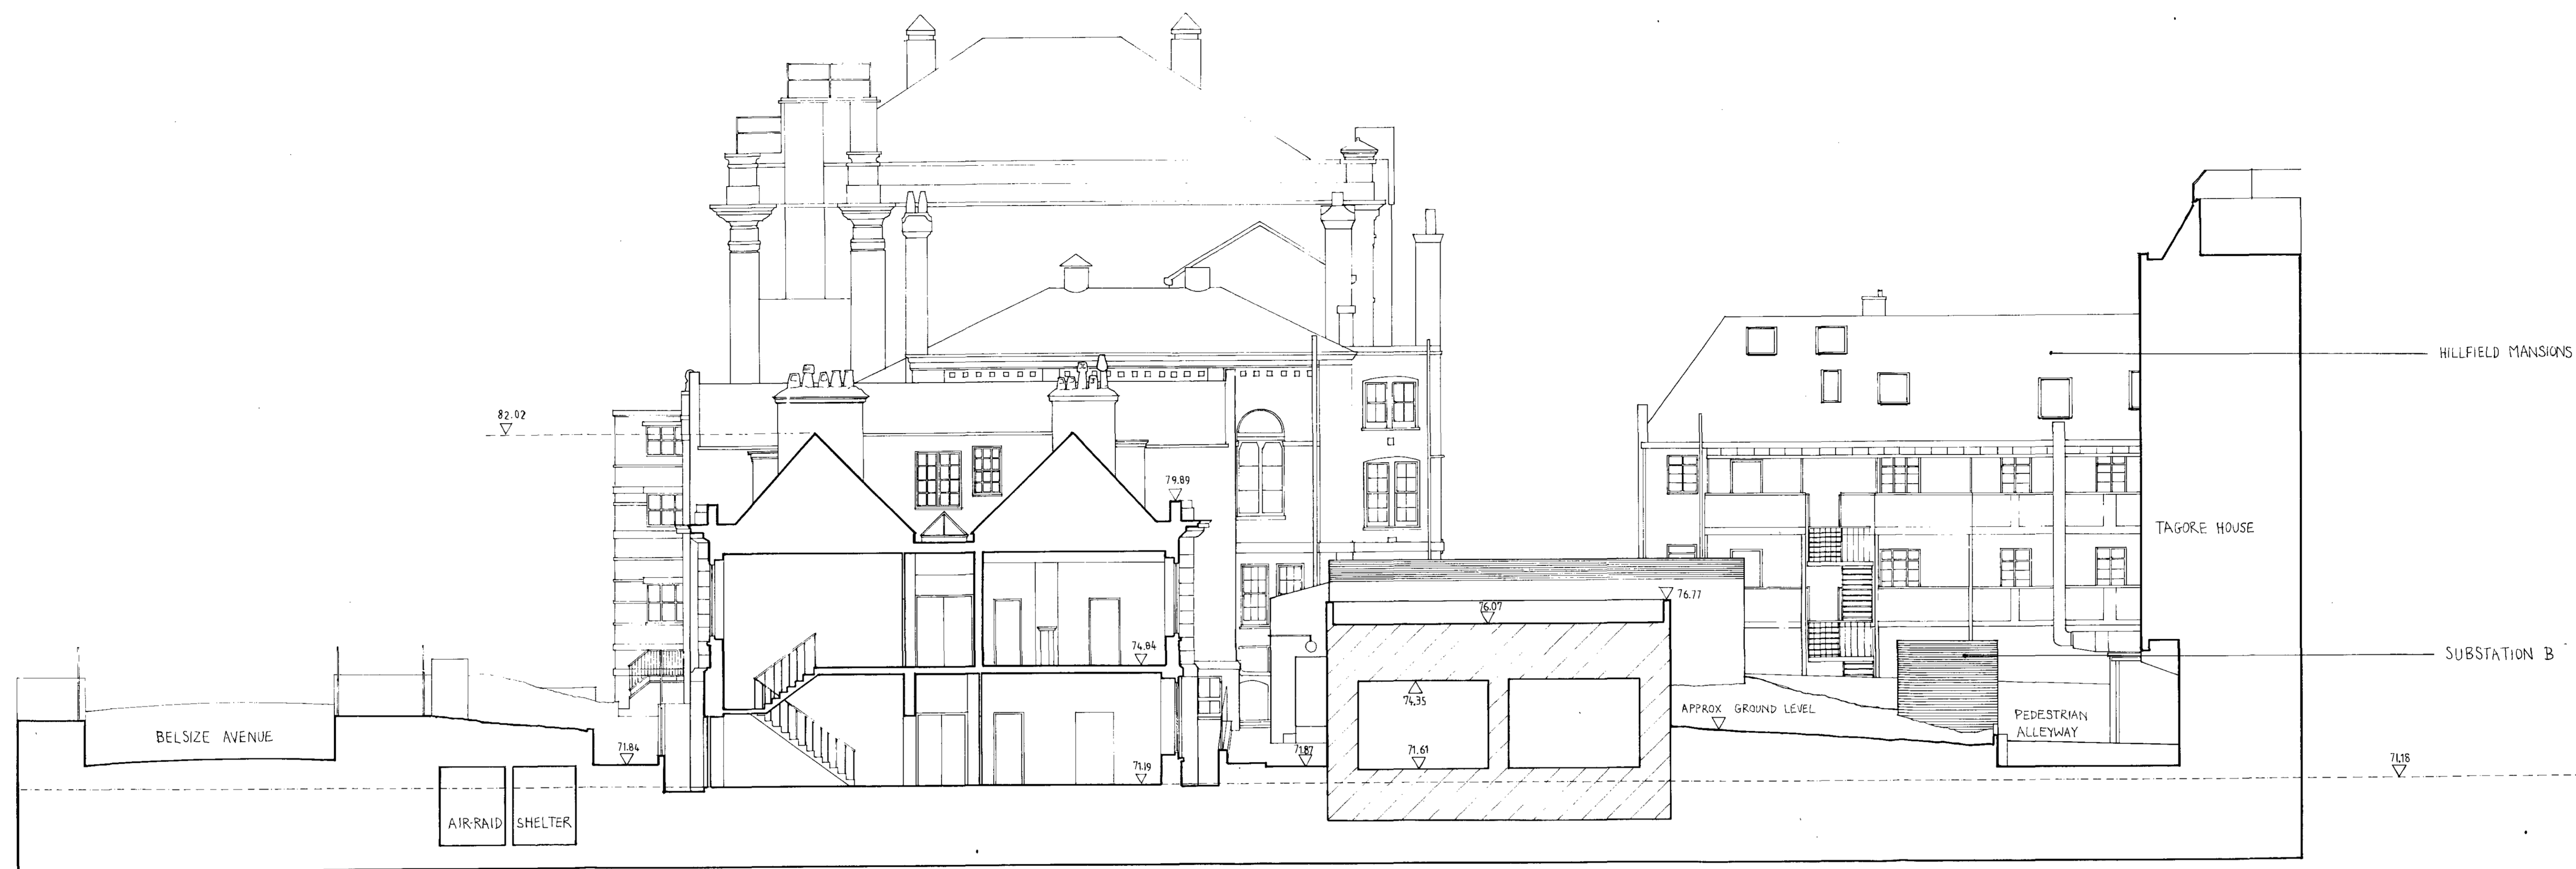 HILLFIELD MANSIONS
82.02
79.89
TAGORE HOUSE
76.77
76.07
74.84
SUBSTATION B
74.35
APPROX GROUND LEVEL
PEDESTRIAN
ALLEYWAY
BELSIZE AVENUE
71.84
71.87
71.61
71.19
71.18
AIR-RAID SHELTER